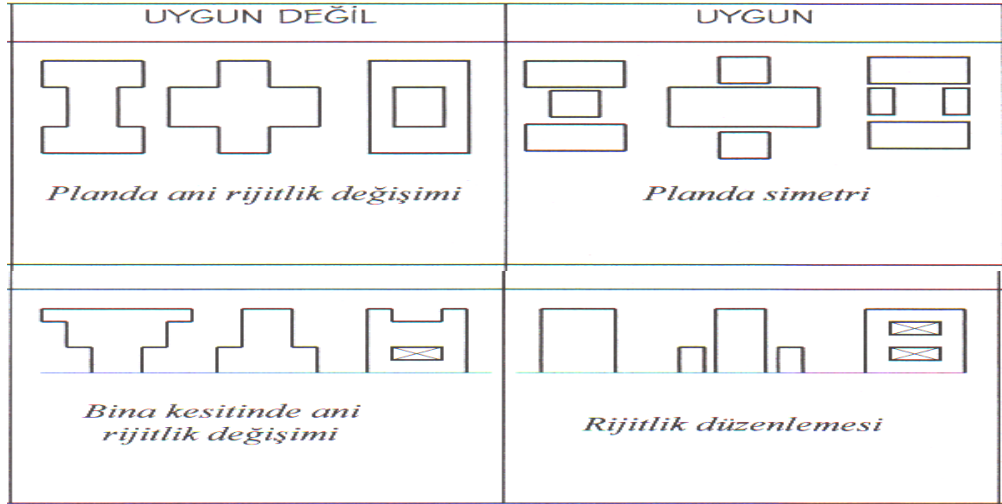 UYGUN DEĞİL
UYGUN
Planda ani rijitlik değişimi
Planda simetri
Bina kesitinde ani
rijitlik değişimi
Rijitlik düzenlemesi